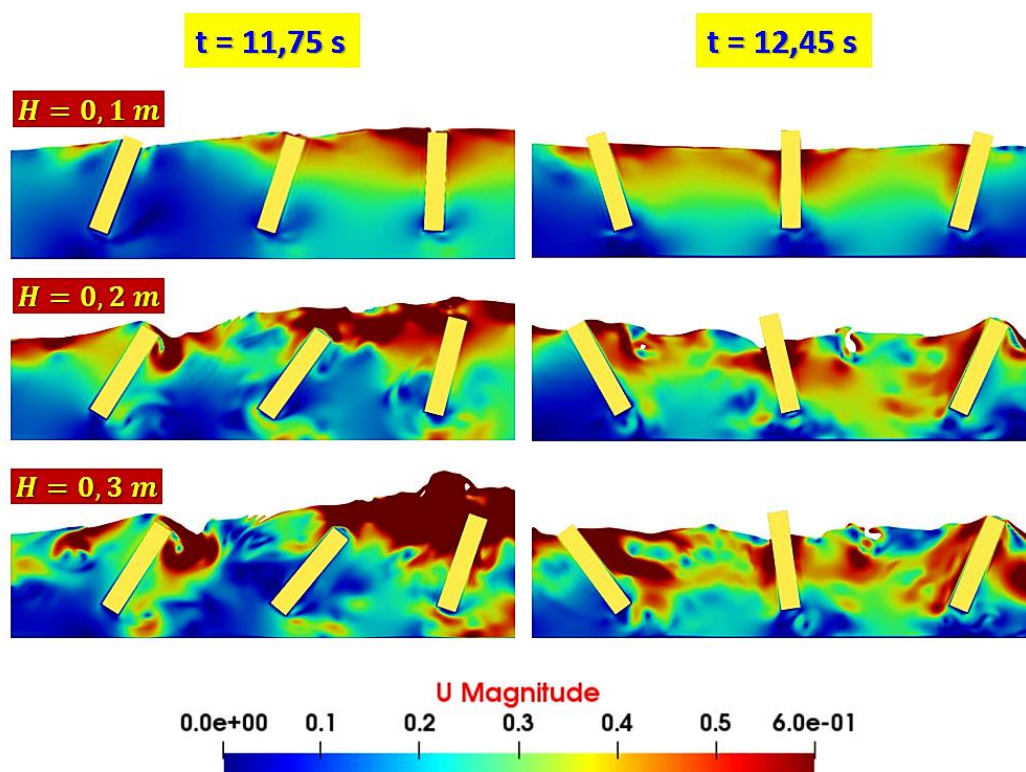 t = 11,75 s
t = 12,45 s
H = 0, 1 m
H = 0, 2 m
H = 0, 3 m
U Magnitude
0.0e+00 0.1 0.2 0.3 0.4 0.5 6.0e-01